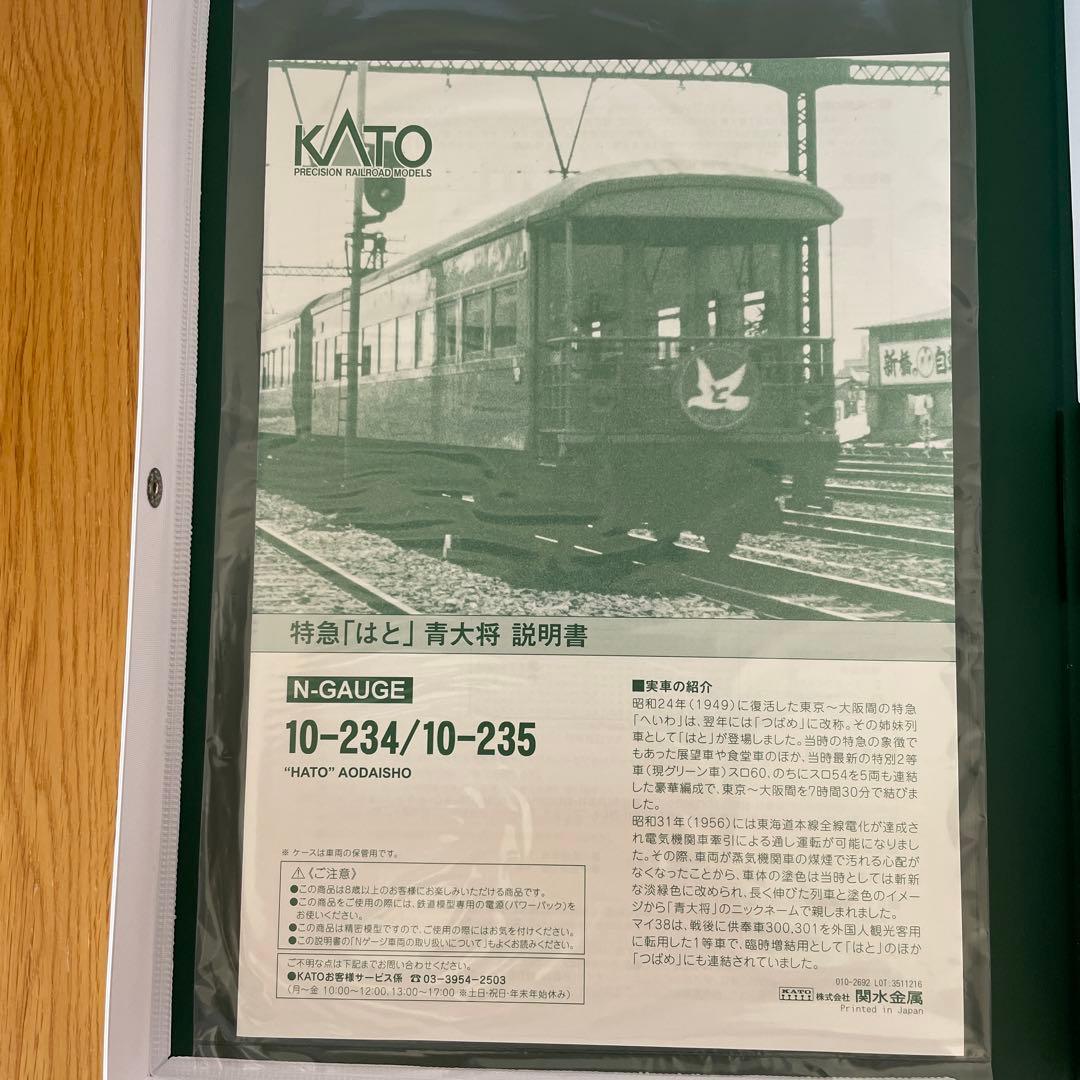 KATO
PRECISION RAILROAD MODELS
と
新橋の自
特急「はと」 青大将 説明書
N-GAUGE
10-234/10-235
“HATO” AODAISHO
※ ケースは車両の保管用です。
⚠《ご注意》
●この商品は8歳以上のお客様にお楽しみいただける商品です。
●この商品をご使用の際には、鉄道模型専用の電源(パワーパック)を
お使いください。
●この商品は精密模型ですので、ご使用の際にはお気を付けください。
●この説明書の「Nゲージ車両の取り扱いについて」もよくお読みください。
ご不明な点は下記までお問い合わせください。
●KATOお客様サービス係 ☎03-3954-2503
(月～金 10:00～12:00、13:00～17:00 ※土日・祝日・年末年始休み)
■実車の紹介
昭和24年(1949)に復活した東京～大阪間の特急
「へいわ」は、翌年には「つばめ」に改称。その姉妹列
車として「はと」が登場しました。当時の特急の象徴で
もあった展望車や食堂車のほか、当時最新の特別2等
車(現グリーン車)スロ60、のちにスロ54を5両も連結
した豪華編成で、東京～大阪間を7時間30分で結びま
した。
昭和31年(1956)には東海道本線全線電化が達成さ
れ電気機関車牽引による通し運転が可能になりまし
た。その際、車両が蒸気機関車の煤煙で汚れる心配が
なくなったことから、車体の塗色は当時としては斬新
な淡緑色に改められ、長く伸びた列車と塗色のイメー
ジから「青大将」のニックネームで親しまれました。
マイ38は、戦後に供奉車300,301を外国人観光客用
に転用した1等車で、臨時増結用として「はと」のほか
「つばめ」にも連結されていました。
010-2692 LOT:3511216
KATO 株式会社 関水金属
Printed in Japan